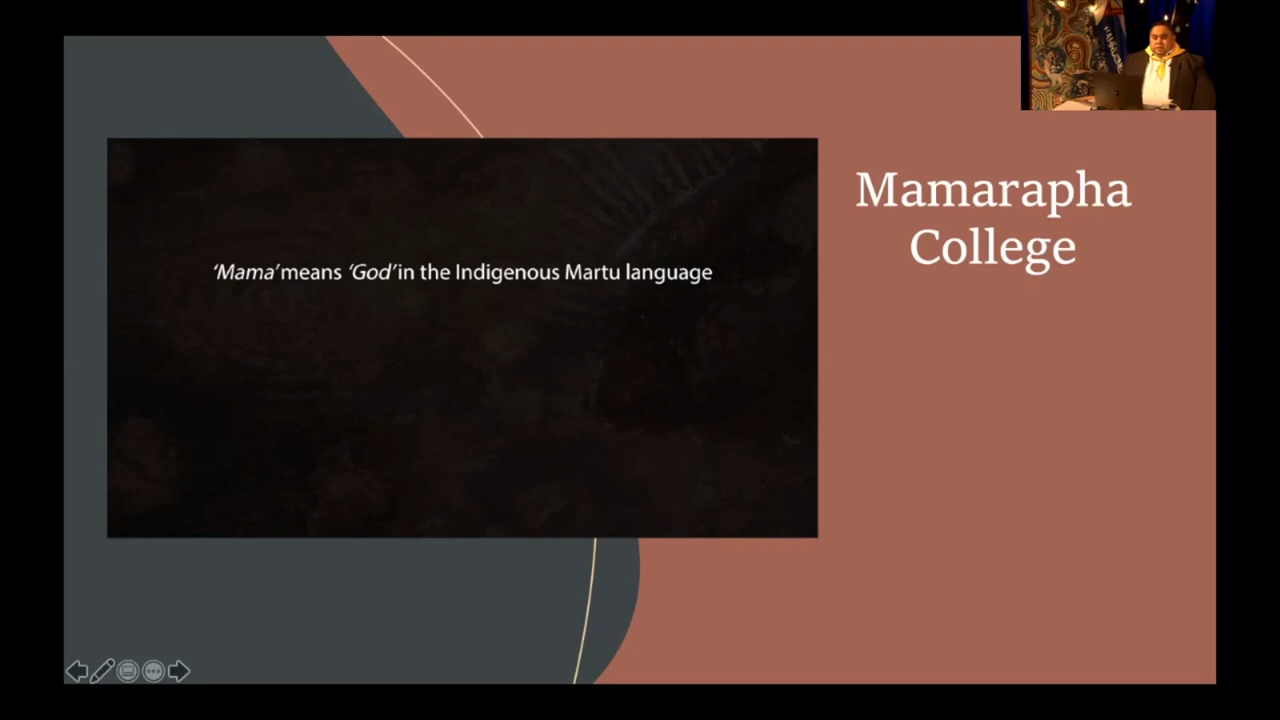 Mamarapha
College
‘Mama’ means ‘God’ in the Indigenous Martu language